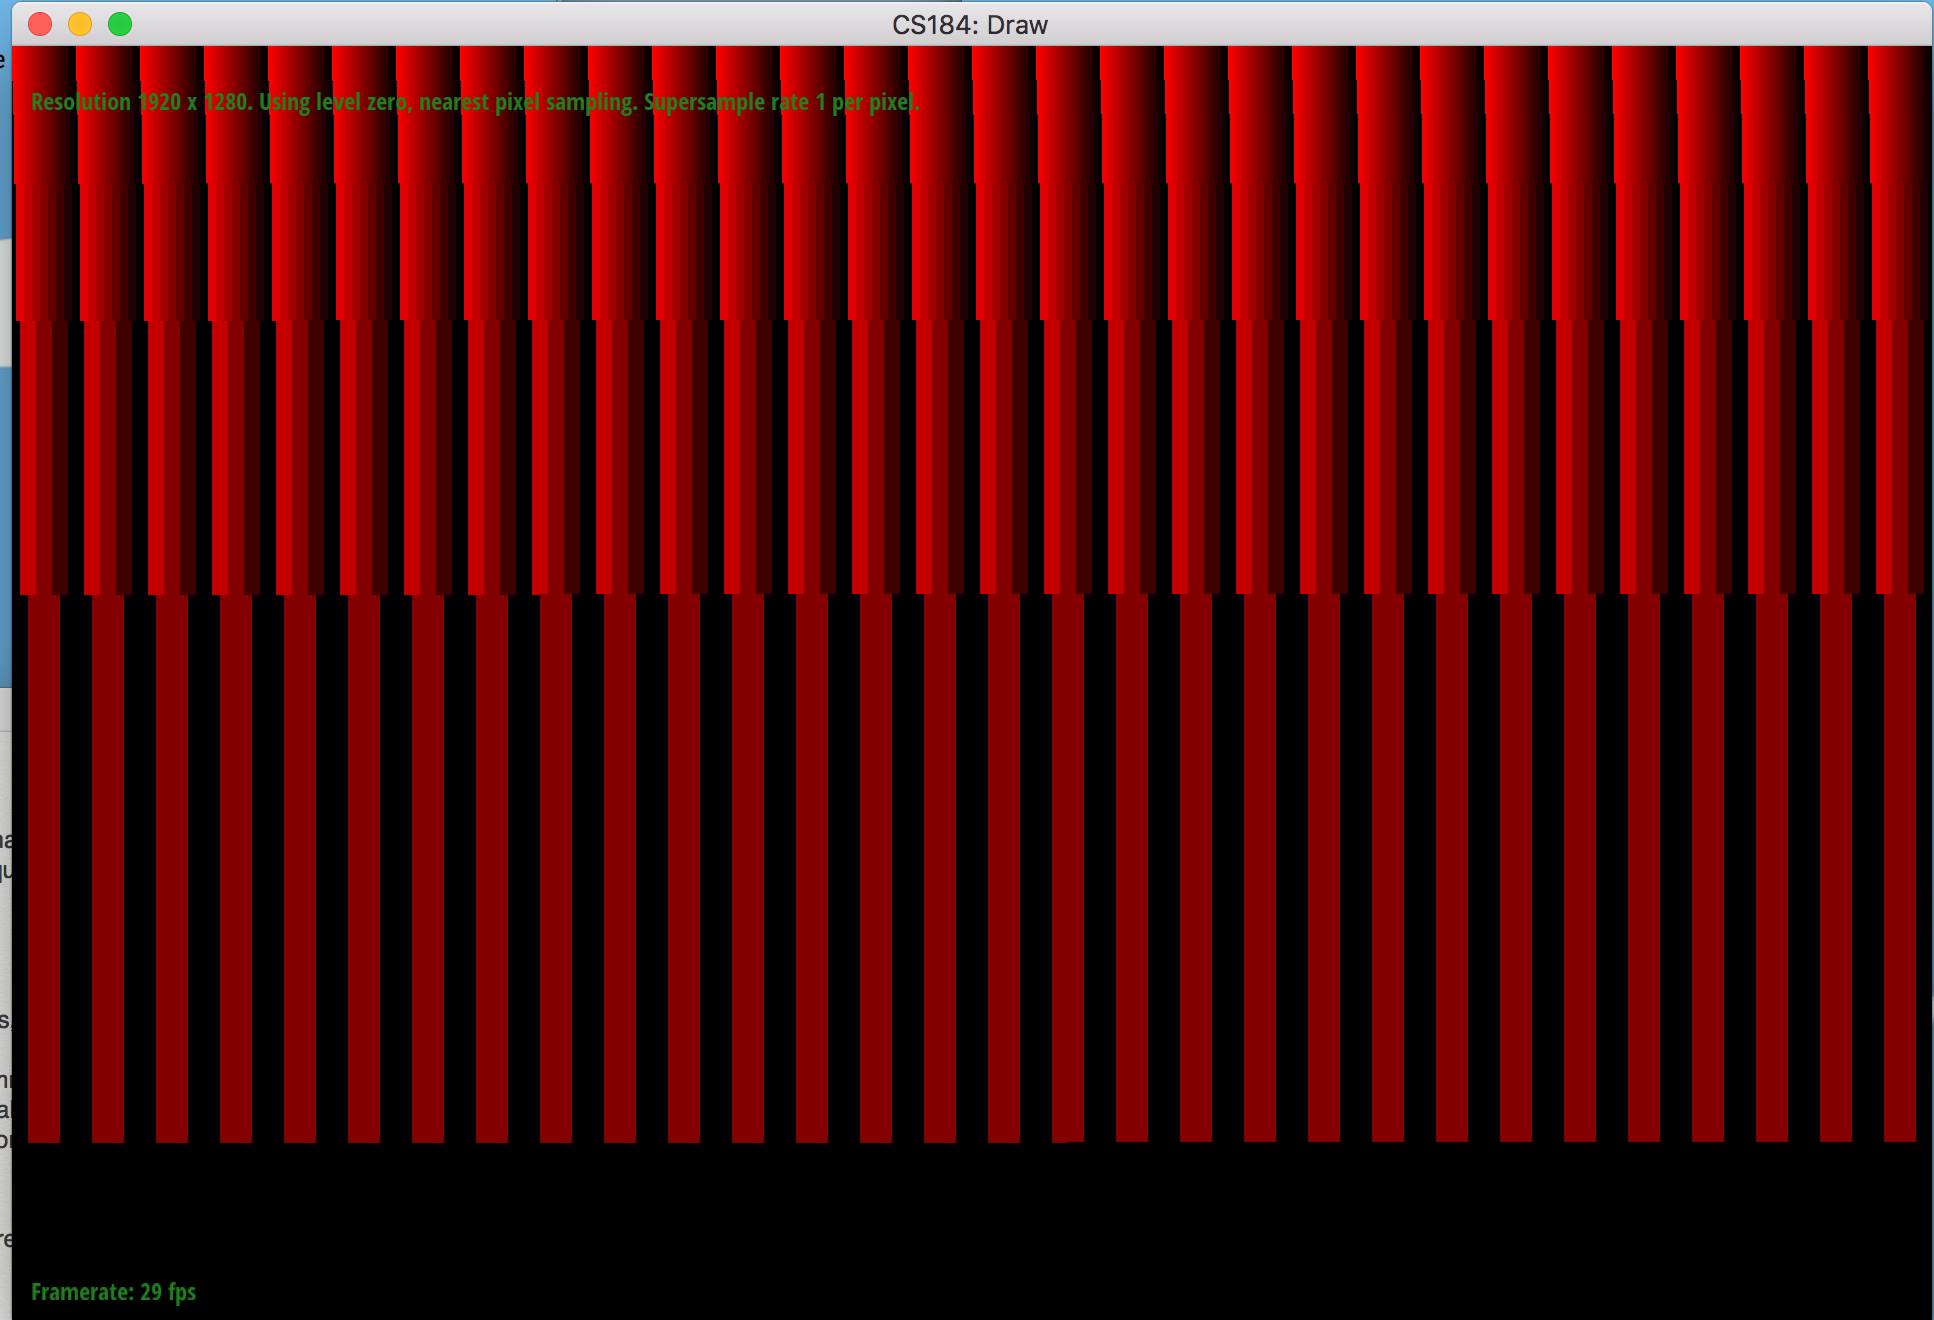 CS184: Draw
Resolution 1920 x 1280. Using level zero, nearest pixel sampling. Supersample rate 1 per pixel.
Framerate: 29 fps